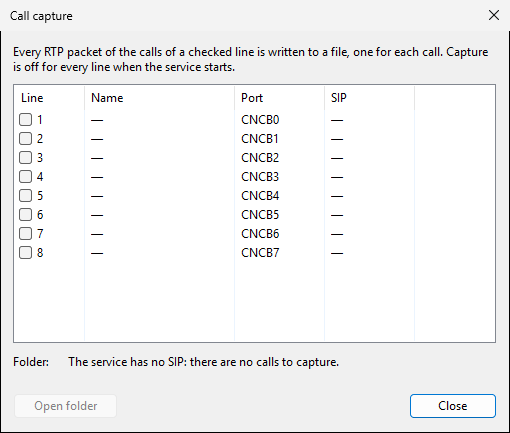 Call capture
Every RTP packet of the calls of a checked line is written to a file, one for each call. Capture
is off for every line when the service starts.
Line Name Port SIP
1 — CNCB0 —
2 — CNCB1 —
3 — CNCB2 —
4 — CNCB3 —
5 — CNCB4 —
6 — CNCB5 —
7 — CNCB6 —
8 — CNCB7 —
Folder: The service has no SIP: there are no calls to capture.
Open folder Close